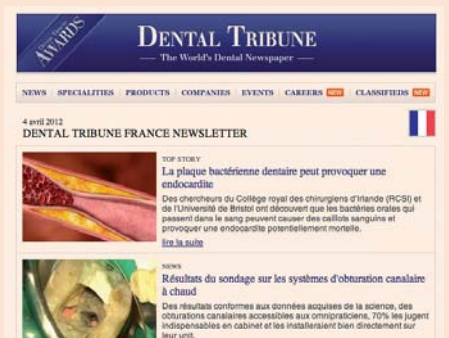 AWARDS
DENTAL TRIBUNE
The World's Dental Newspaper
NEWS SPECIALITIES PRODUCTS COMPANIES EVENTS CAREERS NEW CLASSIFIEDS NEW
4 avril 2012
DENTAL TRIBUNE FRANCE NEWSLETTER
TOP STORY
La plaque bactérienne dentaire peut provoquer une
endocardite
Des chercheurs du Collège royal des chirurgiens d'Irlande (RCSI) et
de l'Université de Bristol ont découvert que les bactéries orales qui
passent dans le sang peuvent causer des caillots sanguins et
provoquer une endocardite potentiellement mortelle.
lire la suite
NEWS
Résultats du sondage sur les systèmes d'obturation canalaire
à chaud
Des résultats conformes aux données acquises de la science, des
obturations canalaires accessibles aux omnipraticiens, 70% les jugent
indispensables en cabinet et les installeraient bien directement sur
leur unit.